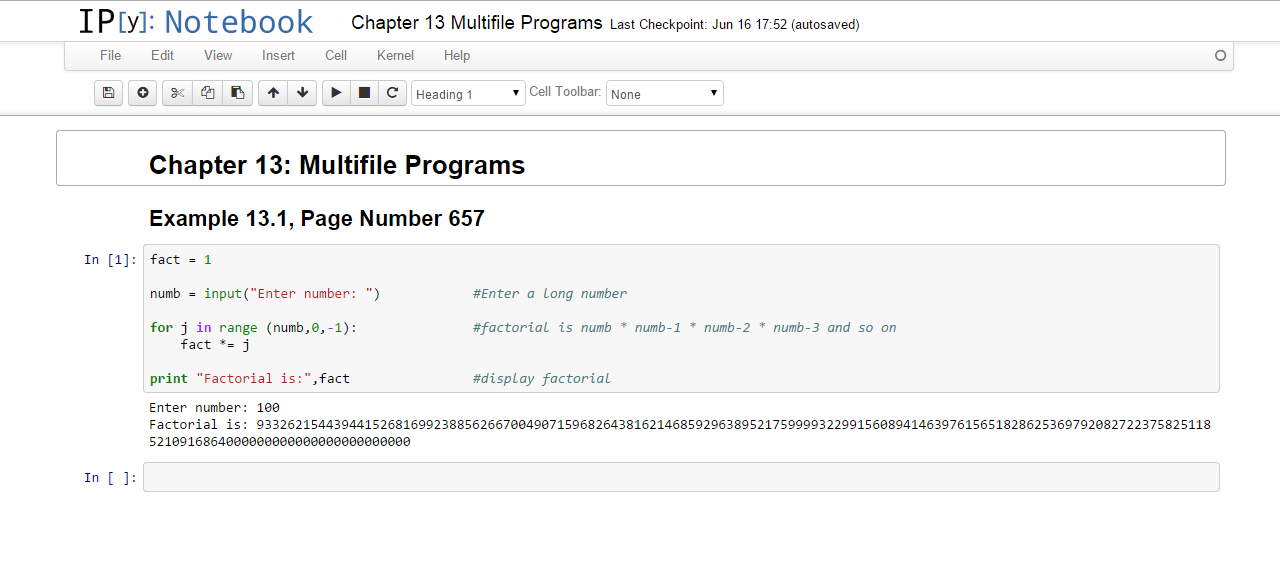 IP[y]: Notebook Chapter 13 Multifile Programs Last Checkpoint: Jun 16 17:52 (autosaved)
File Edit View Insert Cell Kernel Help
Heading 1 Cell Toolbar: None
Chapter 13: Multifile Programs
Example 13.1, Page Number 657
In [1]: fact = 1
numb = input("Enter number: ") #Enter a long number
for j in range (numb,0,-1): #factorial is numb * numb-1 * numb-2 * numb-3 and so on
fact *= j
print "Factorial is:",fact #display factorial
Enter number: 100
Factorial is: 93326215443944152681699238856266700490715968264381621468592963895217599993229915608941463976156518286253697920827223758251185210916864000000000000000000000000
In [ ]: